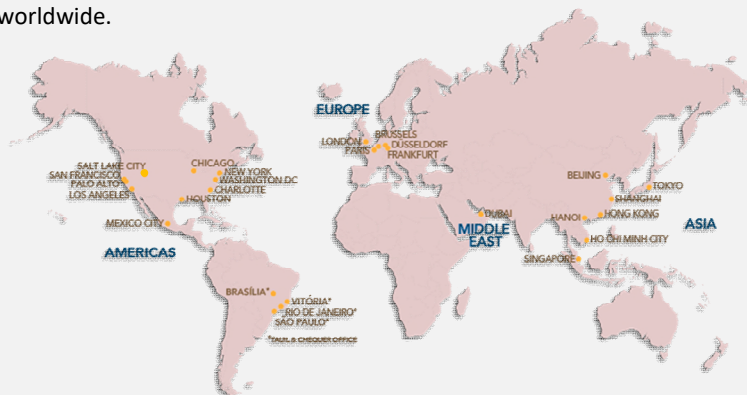 worldwide.
EUROPE
LONDON
BRUSSELS
PARIS
DÜSSELDORF
FRANKFURT
SALT LAKE CITY
CHICAGO
SAN FRANCISCO
NEW YORK
PALO ALTO
WASHINGTON DC
LOS ANGELES
CHARLOTTE
HOUSTON
MEXICO CITY
AMERICAS
BEIJING
TOKYO
SHANGHAI
DUBAI
HANOI
HONG KONG
MIDDLE
EAST
ASIA
HO CHI MINH CITY
SINGAPORE
BRASÍLIA*
VITÓRIA*
RIO DE JANEIRO*
SÃO PAULO*
*TAUIL & CHEQUER OFFICE